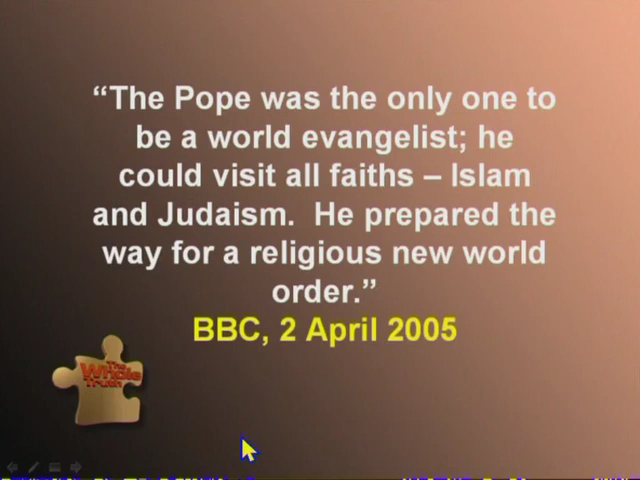 “The Pope was the only one to
be a world evangelist; he
could visit all faiths – Islam
and Judaism.  He prepared the
way for a religious new world
order.”
BBC, 2 April 2005
The
Whole
Truth